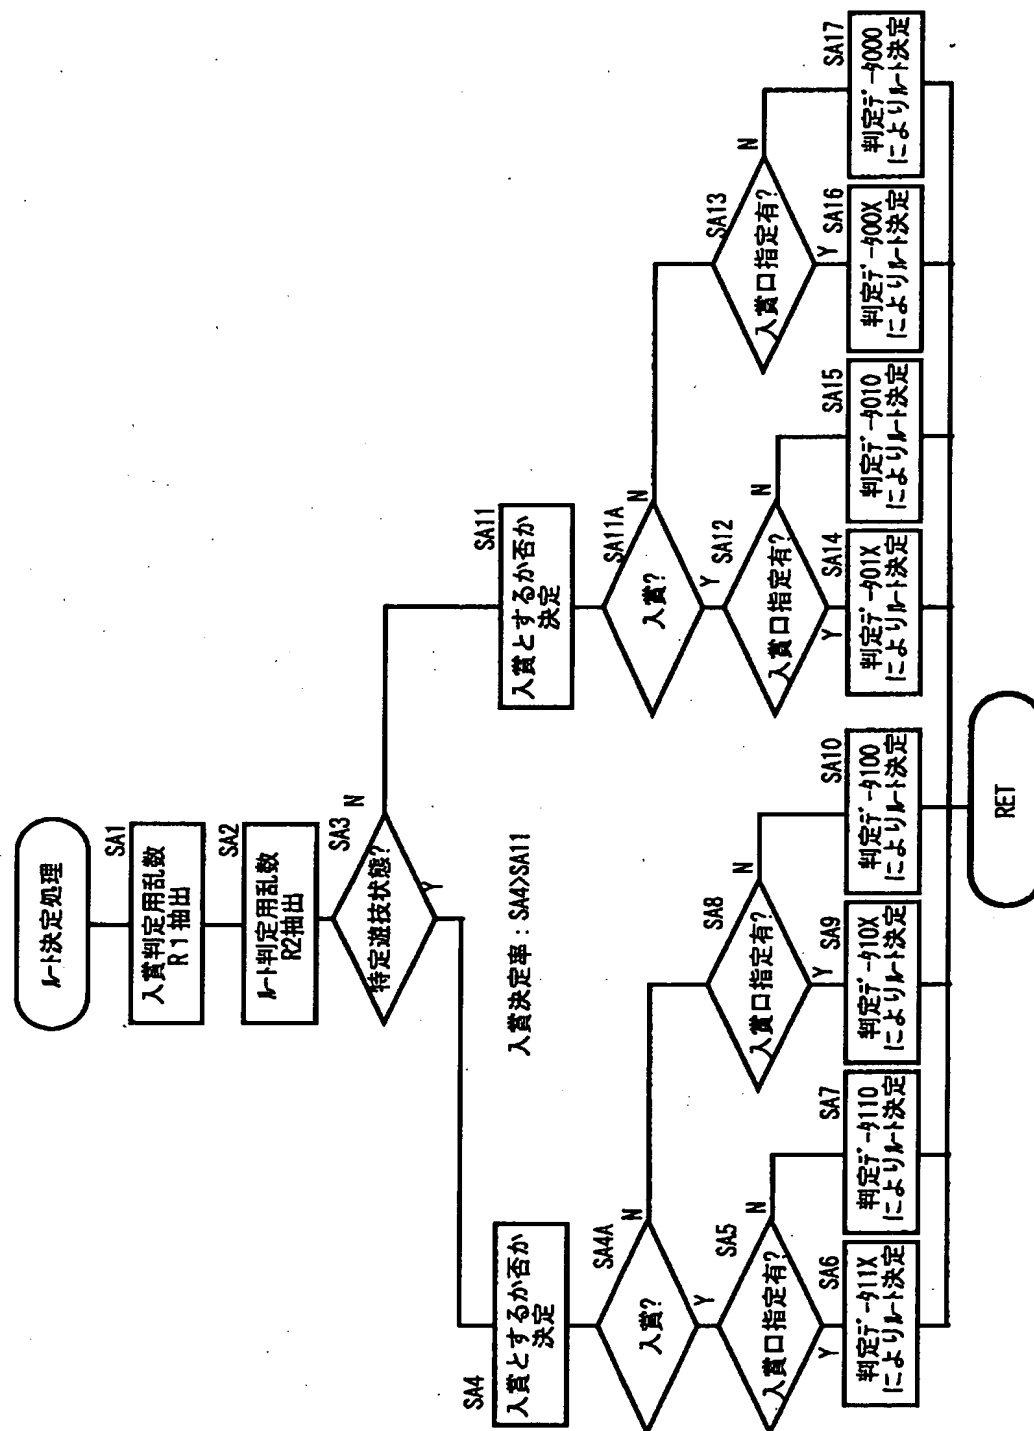 ルート決定処理
SA1
入賞判定用乱数
R1抽出
SA2
ルート判定用乱数
R2抽出
SA3
特定遊技状態?
N
Y
SA4
入賞とするか否か
決定
SA11
入賞とするか否か
決定
入賞決定率:SA4>SA11
SA4A
入賞?
N
Y
SA11A
入賞?
N
Y
SA5
入賞口指定有?
N
Y
SA8
入賞口指定有?
N
Y
SA12
入賞口指定有?
N
Y
SA13
入賞口指定有?
N
Y
SA6
判定データ11X
によりルート決定
SA7
判定データ110
によりルート決定
SA9
判定データ10X
によりルート決定
SA10
判定データ100
によりルート決定
SA14
判定データ01X
によりルート決定
SA15
判定データ010
によりルート決定
SA16
判定データ00X
によりルート決定
SA17
判定データ000
によりルート決定
RET